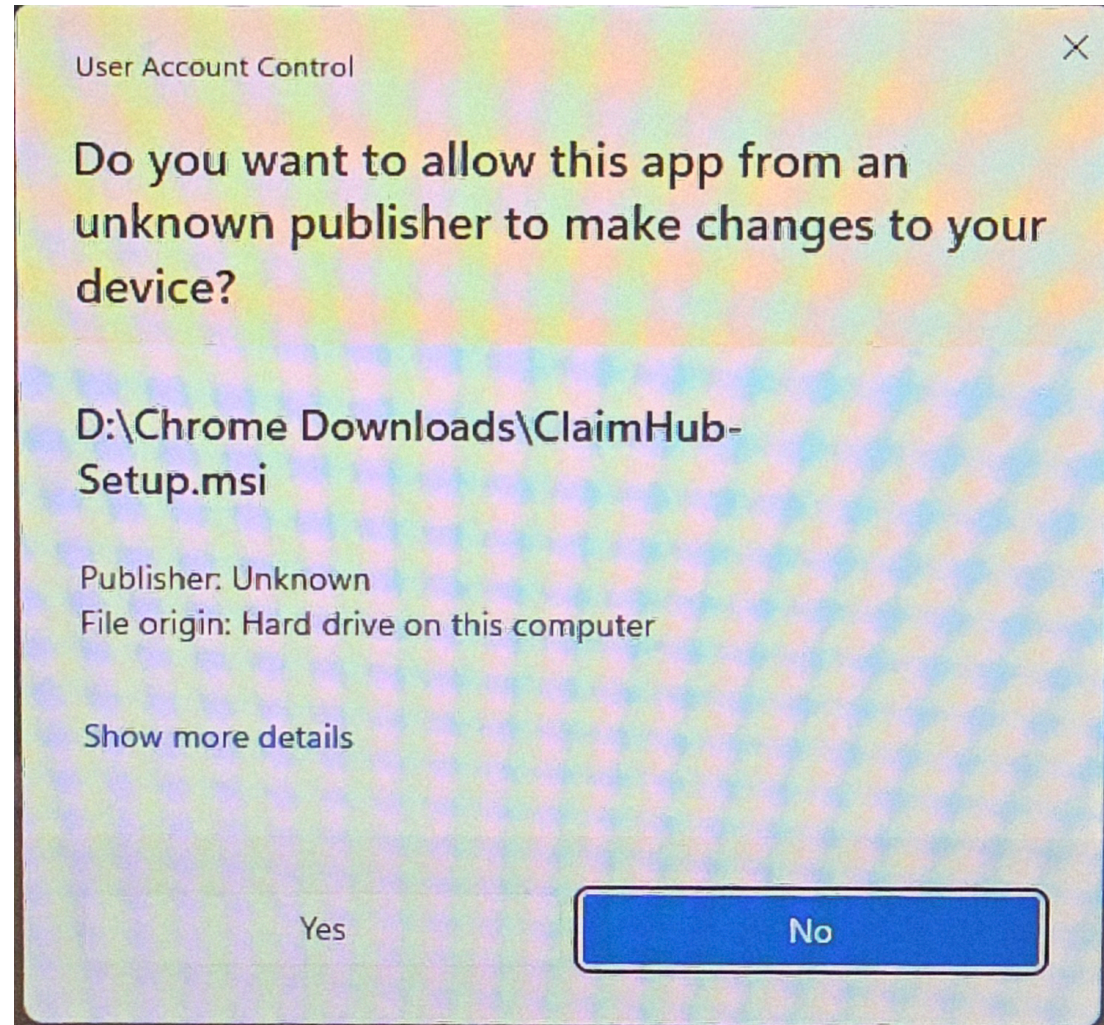 User Account Control
Do you want to allow this app from an
unknown publisher to make changes to your
device?
D:\Chrome Downloads\ClaimHub-
Setup.msi
Publisher: Unknown
File origin: Hard drive on this computer
Show more details
Yes
No